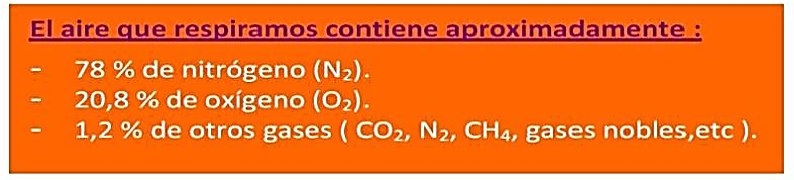 El aire que respiramos contiene aproximadamente :
- 78 % de nitrógeno (N₂).
- 20,8 % de oxígeno (O₂).
- 1,2 % de otros gases ( CO₂, N₂, CH₄, gases nobles,etc ).